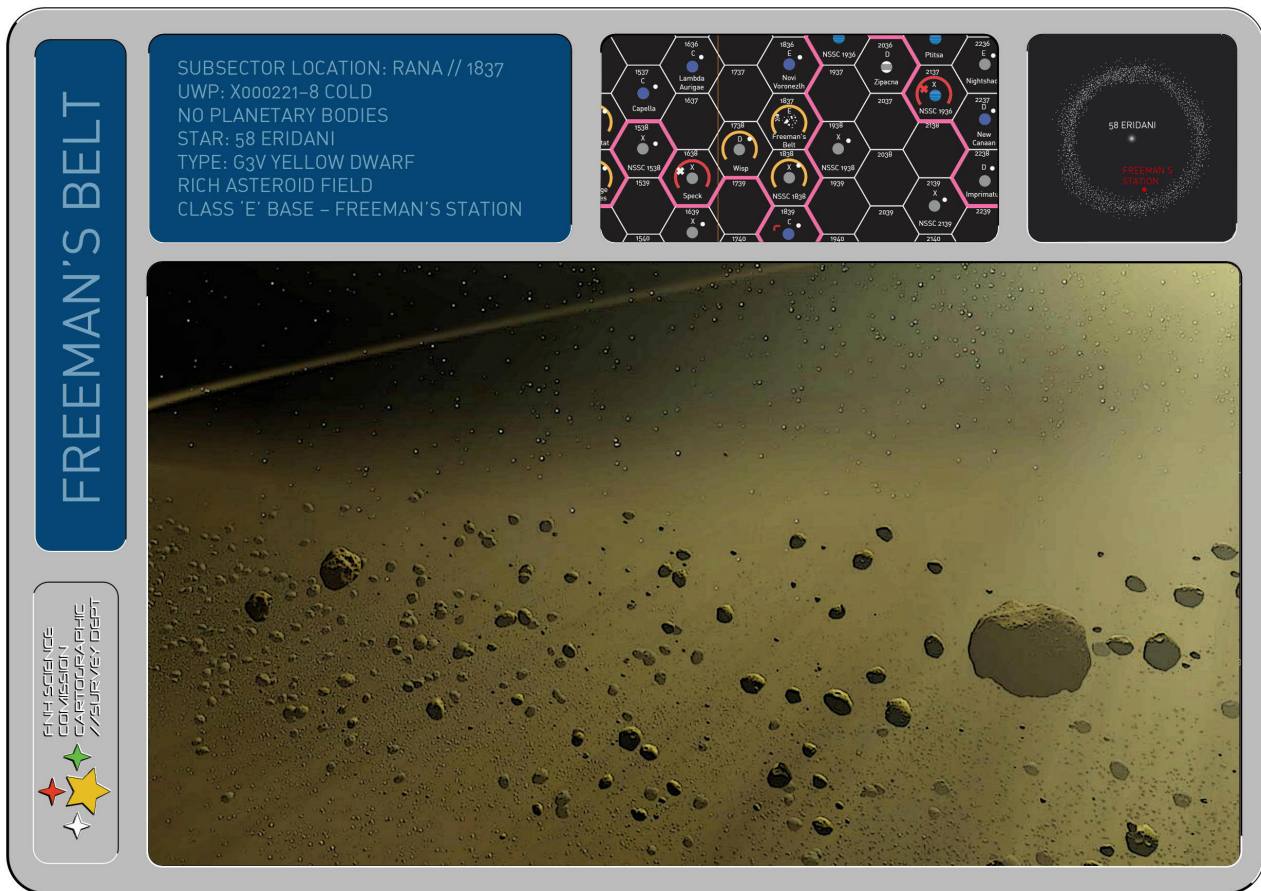 FREEMAN'S BELT
SUBSECTOR LOCATION: RANA // 1837
UWP: X000221-8 COLD
NO PLANETARY BODIES
STAR: 58 ERIDANI
TYPE: G3V YELLOW DWARF
RICH ASTEROID FIELD
CLASS 'E' BASE – FREEMAN'S STATION
1537
C
Capella
1538
X
NSSC 1538
1539
1540
1636
C
Lambda
Aurigae
1637
1638
X
Speck
1639
X
1737
1738
D
Wisp
1739
1740
1836
E
Novi
Voronezh
1837
E
Freeman's
Belt
1838
X
NSSC 1838
1839
C
NSSC 1936
1937
1938
X
NSSC 1938
1939
1940
2036
D
Zipacna
2037
2038
2039
Ptitsa
2137
X
NSSC 1936
2138
2139
X
NSSC 2139
2140
2236
E
Nightshad
2237
D
New
Canaan
2238
D
Imprimatu
2239
58 ERIDANI
FREEMAN'S
STATION
FNH SCIENCE
COMISSION
CARTOGRAPHIC
//SURVEY DEPT